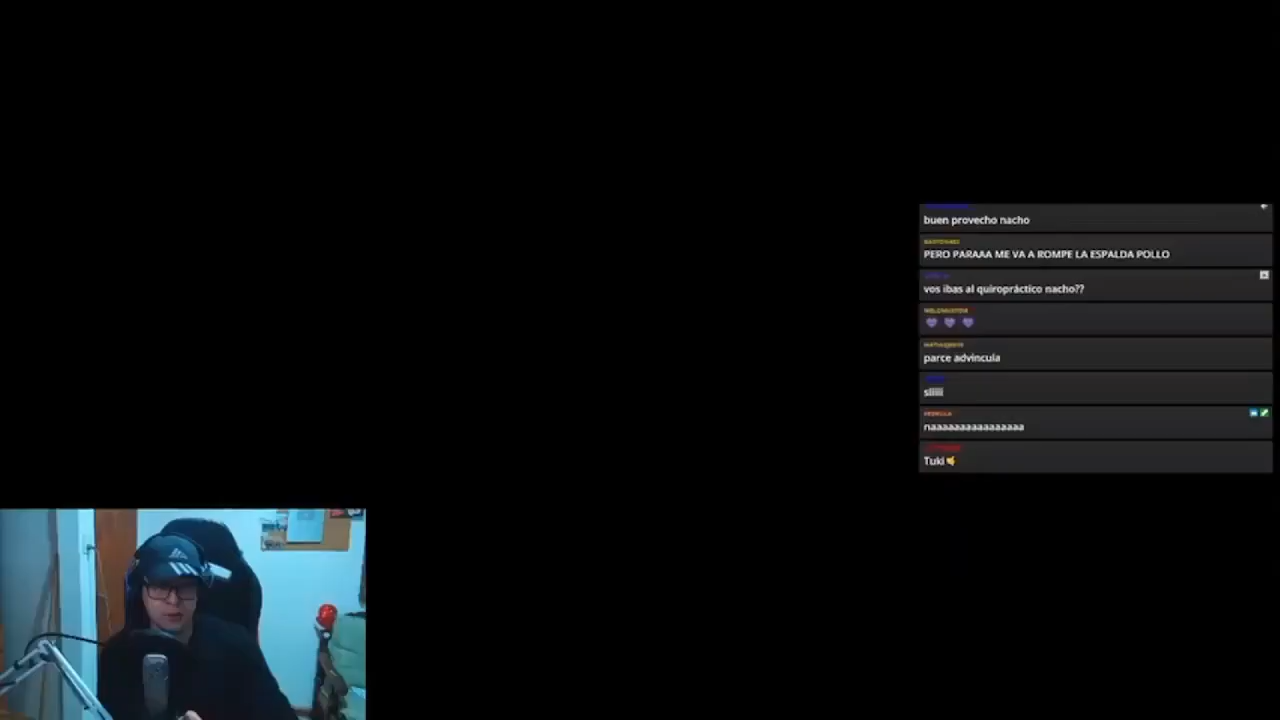 buen provecho nacho
PERO PARAAA ME VA A ROMPE LA ESPALDA POLLO
vos ibas al quiropráctico nacho??
parce advincula
siiiii
naaaaaaaaaaaaaaaa
Tuki